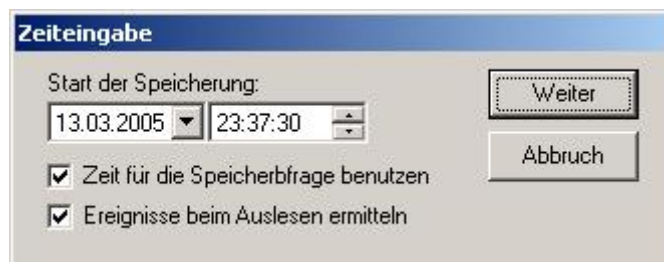 Zeiteingabe
Start der Speicherung:
13.03.2005 23:37:30
Zeit für die Speicherbfrage benutzen
Ereignisse beim Auslesen ermitteln
Weiter
Abbruch